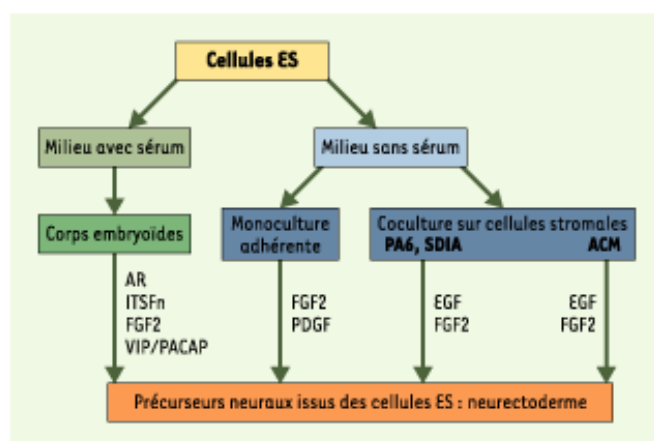 Cellules ES
Milieu avec sérum
Milieu sans sérum
Corps embryoïdes
Monoculture
adhérente
Coculture sur cellules stromales
PA6, SDIA ACM
AR
ITSFn
FGF2
VIP/PACAP
FGF2
PDGF
EGF
FGF2
EGF
FGF2
Précurseurs neuraux issus des cellules ES : neurectoderme